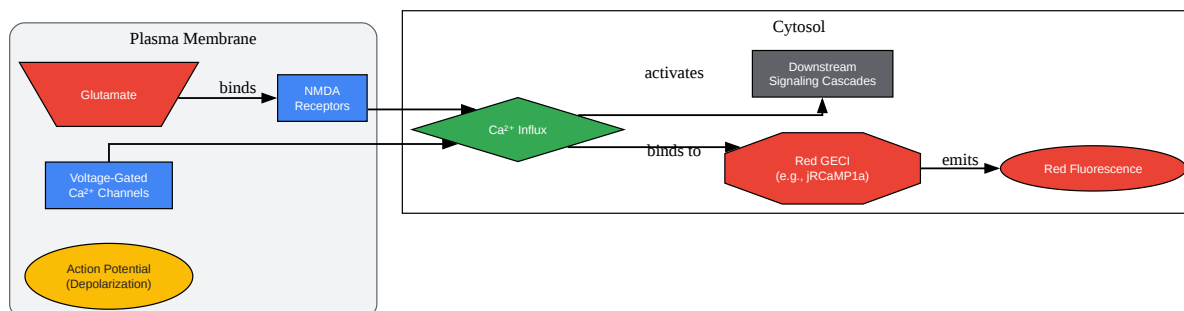 Plasma Membrane
Glutamate
binds
NMDA
Receptors
Voltage-Gated
Ca²⁺ Channels
Action Potential
(Depolarization)
Cytosol
Ca²⁺ Influx
activates
Downstream
Signaling Cascades
binds to
Red GECI
(e.g., jRCaMP1a)
emits
Red Fluorescence